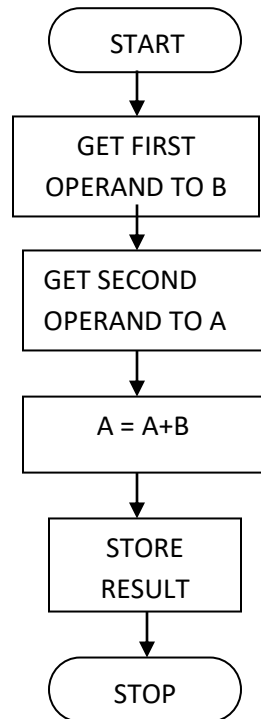 START
GET FIRST
OPERAND TO B
GET SECOND
OPERAND TO A
A = A+B
STORE
RESULT
STOP